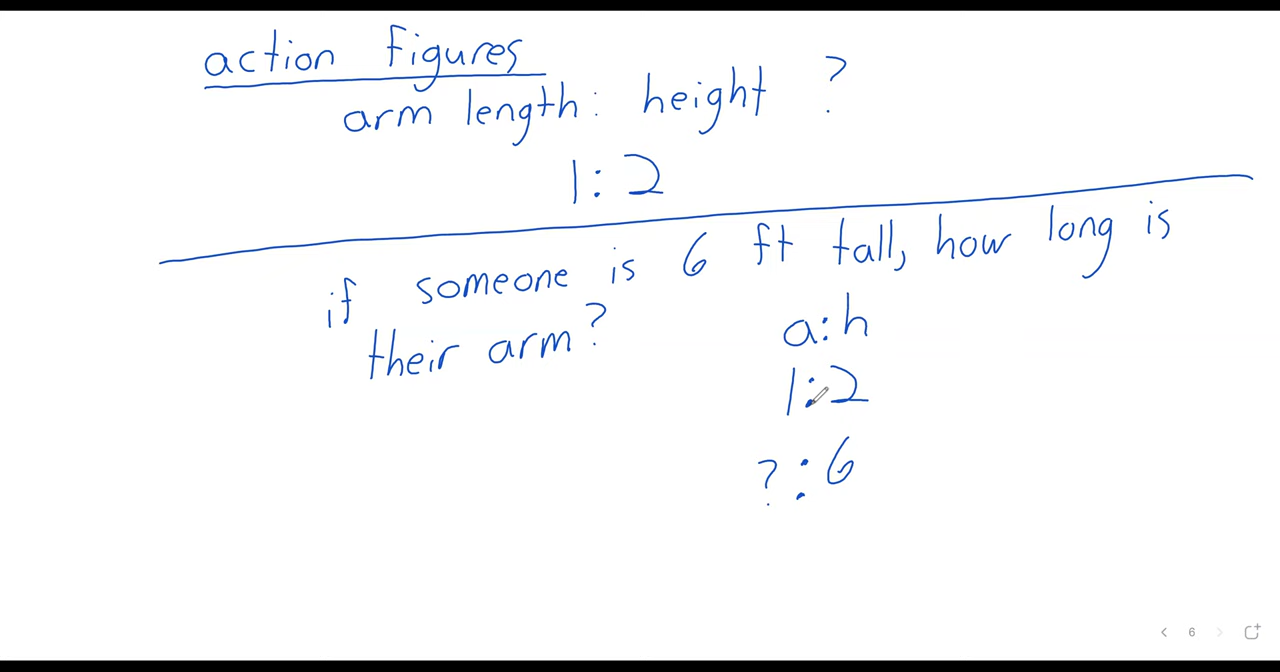 action figures
arm length: height ?
1:2
if someone is 6 ft tall, how long is
their arm?
a:h
1:2
?:6
< 6 >